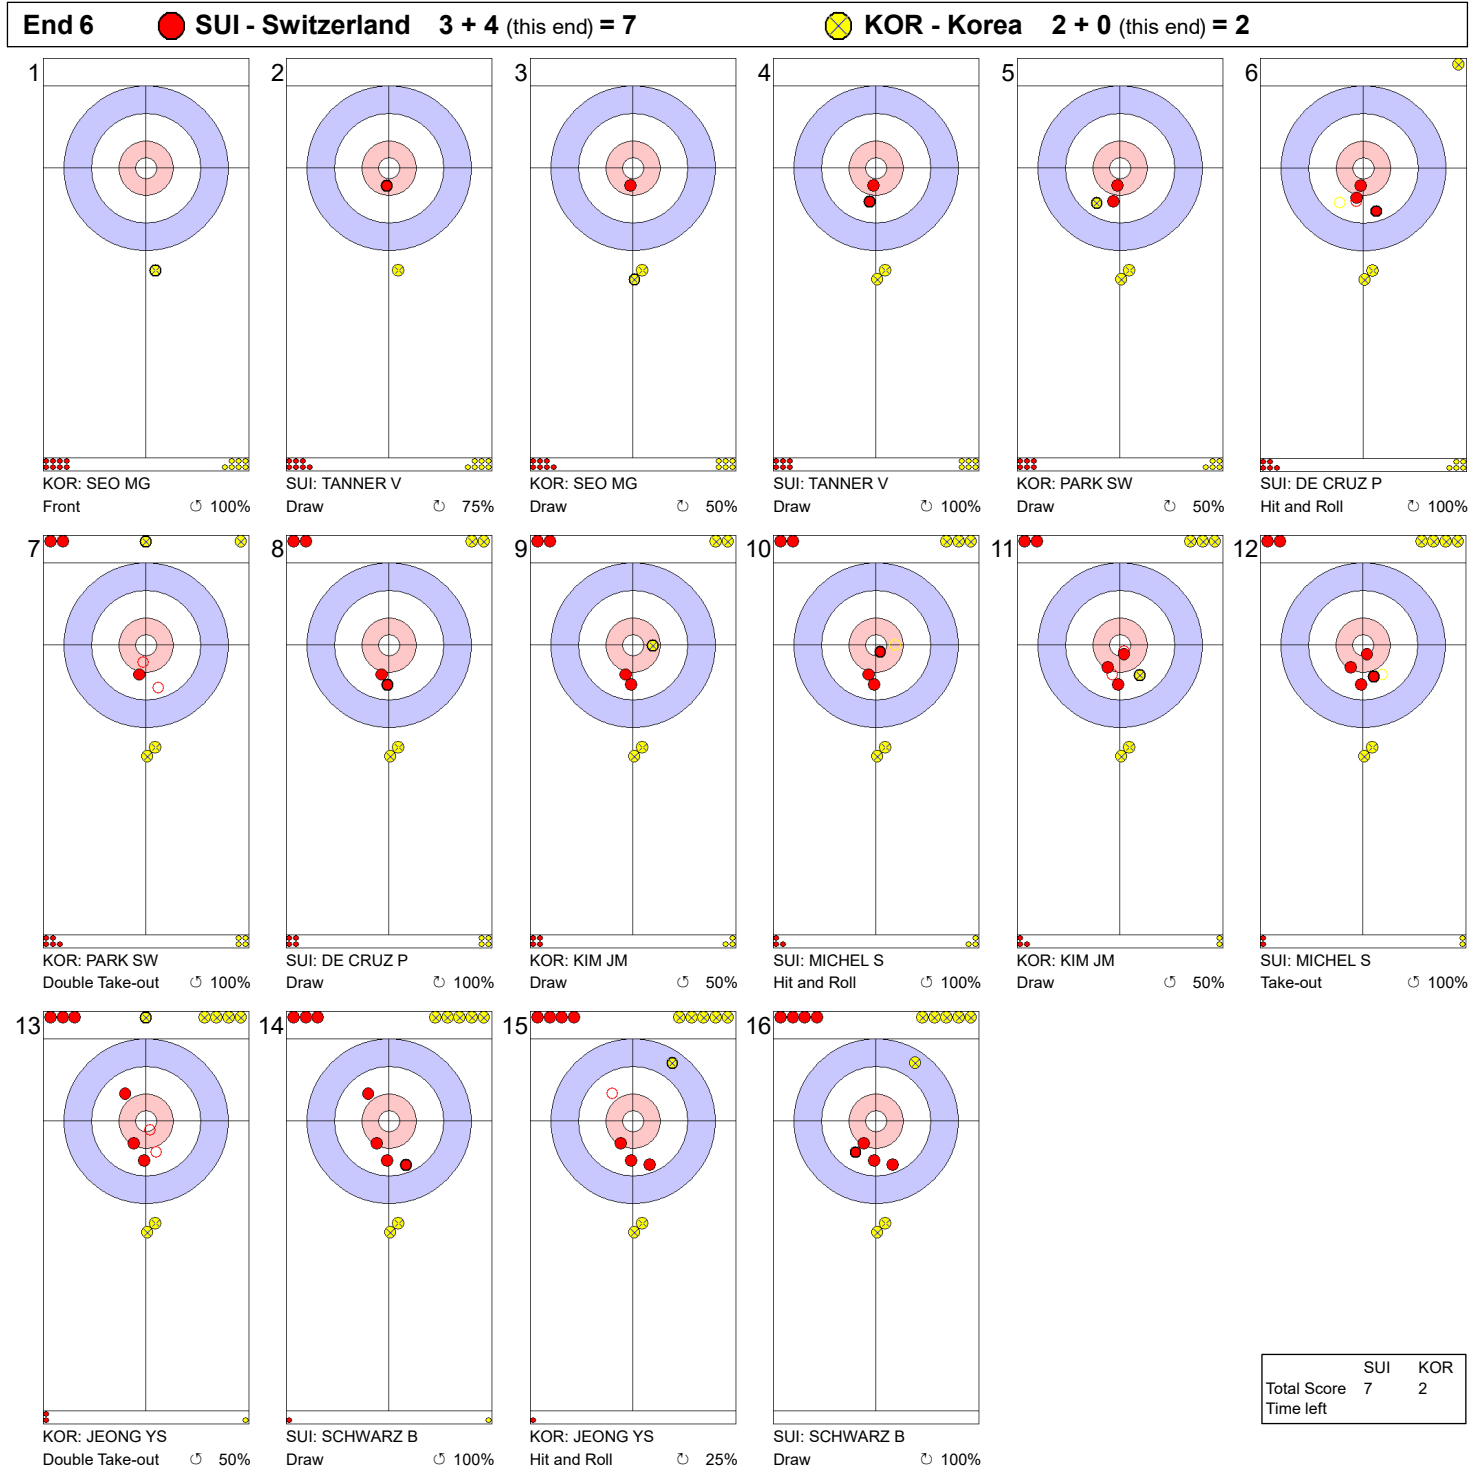 End 6 SUI - Switzerland 3 + 4 (this end) = 7 KOR - Korea 2 + 0 (this end) = 2
1 2 3 4 5 6
KOR: SEO MG SUI: TANNER V KOR: SEO MG SUI: TANNER V KOR: PARK SW SUI: DE CRUZ P
Front ↺ 100% Draw ↻ 75% Draw ↻ 50% Draw ↻ 100% Draw ↻ 50% Hit and Roll ↺ 100%
7 8 9 10 11 12
KOR: PARK SW SUI: DE CRUZ P KOR: KIM JM SUI: MICHEL S KOR: KIM JM SUI: MICHEL S
Double Take-out ↺ 100% Draw ↺ 100% Draw ↺ 50% Hit and Roll ↺ 100% Draw ↺ 50% Take-out ↺ 100%
13 14 15 16
SUI KOR
Total Score 7 2
Time left
KOR: JEONG YS SUI: SCHWARZ B KOR: JEONG YS SUI: SCHWARZ B
Double Take-out ↺ 50% Draw ↺ 100% Hit and Roll ↻ 25% Draw ↻ 100%